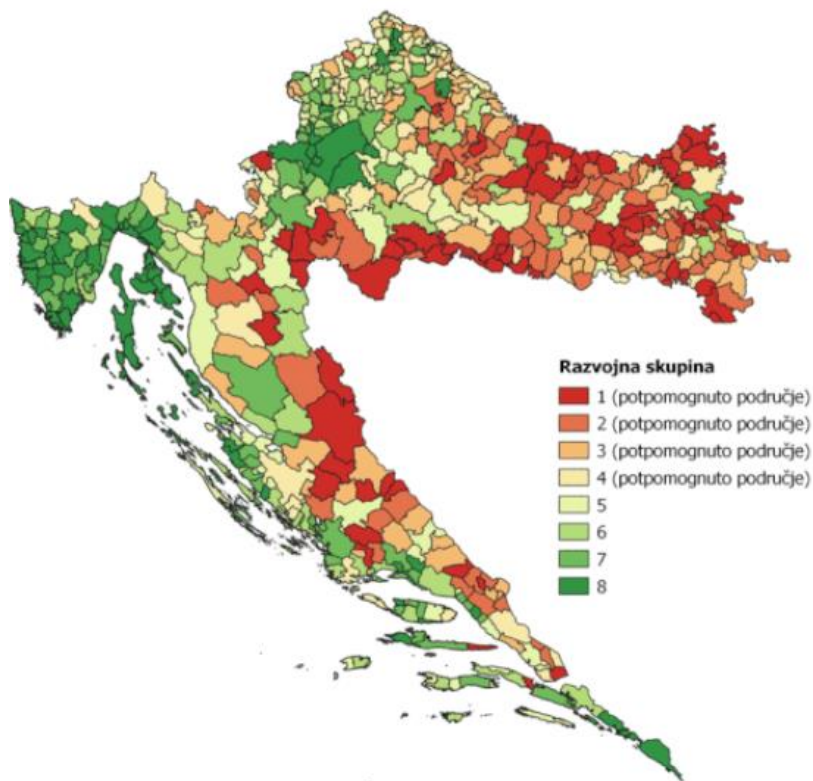 Razvojna skupina
1 (potpomognuto područje)
2 (potpomognuto područje)
3 (potpomognuto područje)
4 (potpomognuto područje)
5
6
7
8